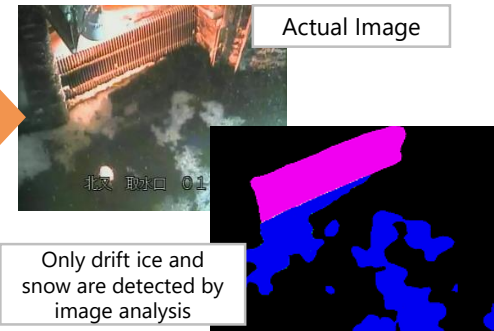 Actual Image
北又 取水口 01
Only drift ice and
snow are detected by
image analysis